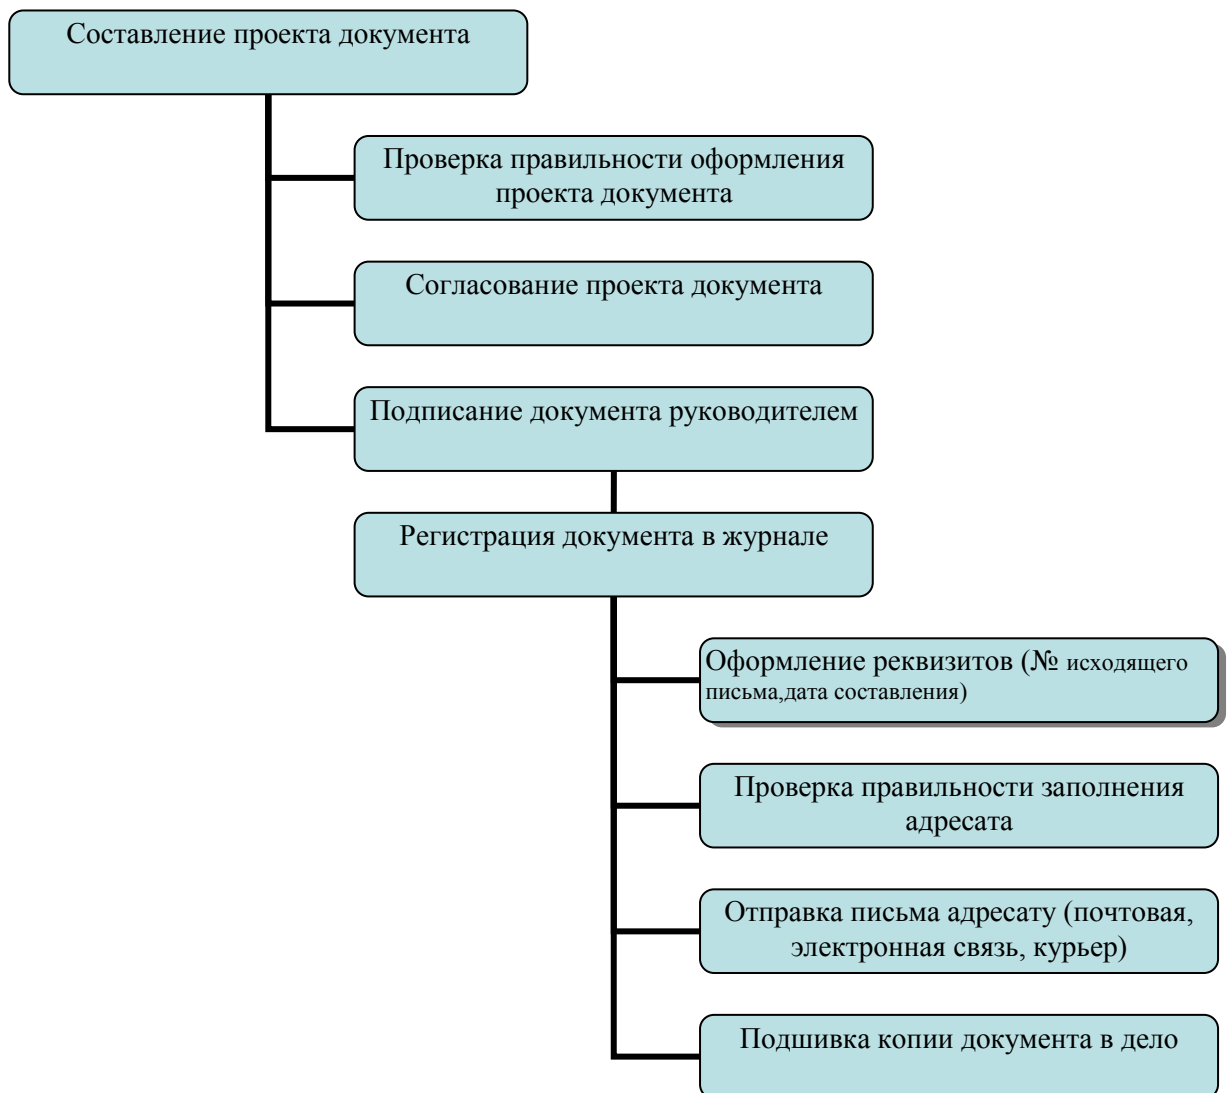 Составление проекта документа
Проверка правильности оформления
проекта документа
Согласование проекта документа
Подписание документа руководителем
Регистрация документа в журнале
Оформление реквизитов (№ исходящего
письма,дата составления)
Проверка правильности заполнения
адресата
Отправка письма адресату (почтовая,
электронная связь, курьер)
Подшивка копии документа в дело